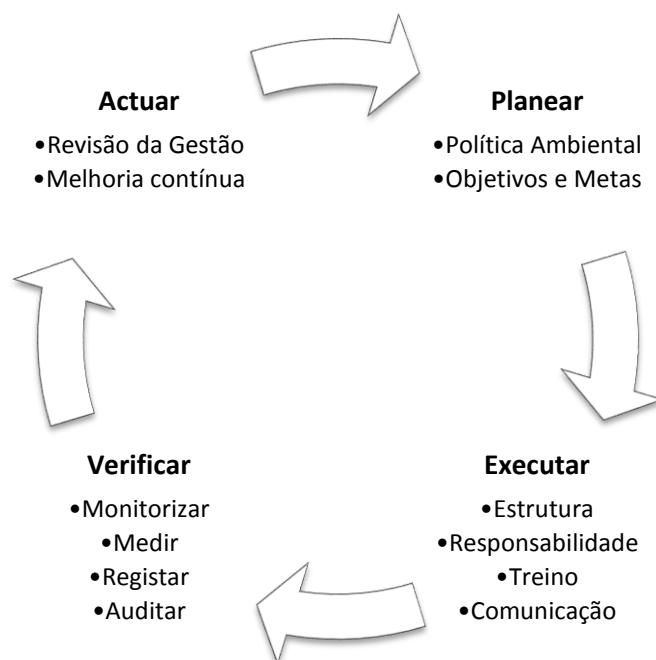 Actuar
•Revisão da Gestão
•Melhoria contínua
Planear
•Política Ambiental
•Objetivos e Metas
Verificar
•Monitorizar
•Medir
•Registar
•Auditar
Executar
•Estrutura
•Responsabilidade
•Treino
•Comunicação